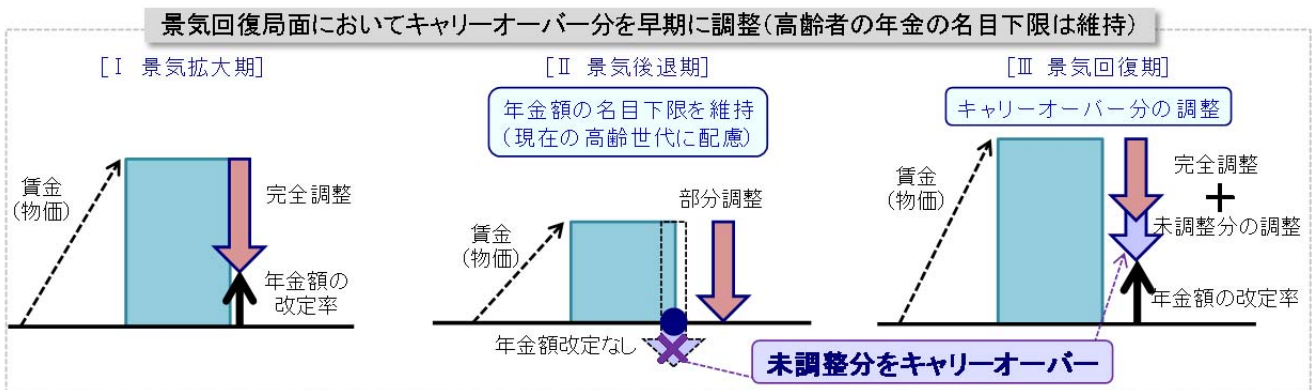 景気回復局面においてキャリーオーバー分を早期に調整(高齢者の年金の名目下限は維持)
[Ⅰ 景気拡大期]
賃金
(物価)
完全調整
年金額の
改定率
[Ⅱ 景気後退期]
年金額の名目下限を維持
(現在の高齢世代に配慮)
賃金
(物価)
部分調整
年金額改定なし
未調整分をキャリーオーバー
[Ⅲ 景気回復期]
キャリーオーバー分の調整
賃金
(物価)
完全調整
+
未調整分の調整
年金額の改定率